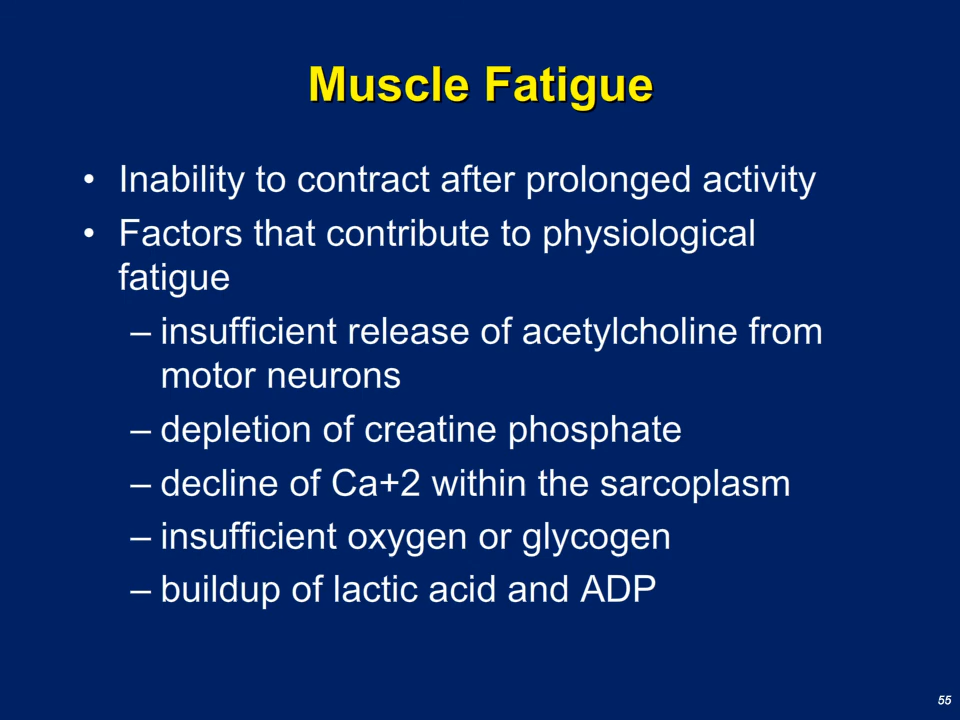 Muscle Fatigue
• Inability to contract after prolonged activity
• Factors that contribute to physiological
fatigue
– insufficient release of acetylcholine from
motor neurons
– depletion of creatine phosphate
– decline of Ca+2 within the sarcoplasm
– insufficient oxygen or glycogen
– buildup of lactic acid and ADP
55